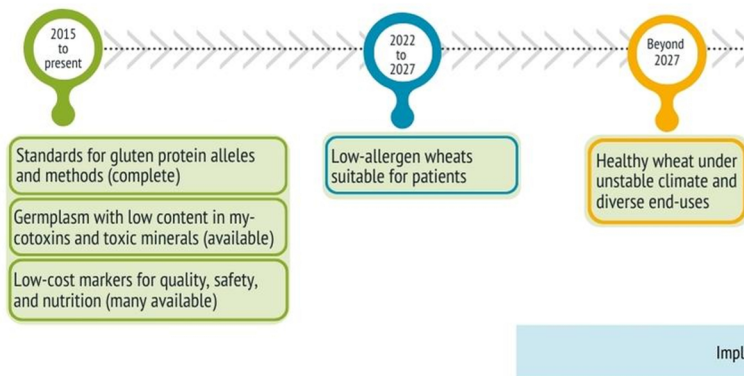 2015
to
present
2022
to
2027
Beyond
2027
Standards for gluten protein alleles
and methods (complete)
Germplasm with low content in my-
cotoxins and toxic minerals (available)
Low-cost markers for quality, safety,
and nutrition (many available)
Low-allergen wheats
suitable for patients
Healthy wheat under
unstable climate and
diverse end-uses
Impl